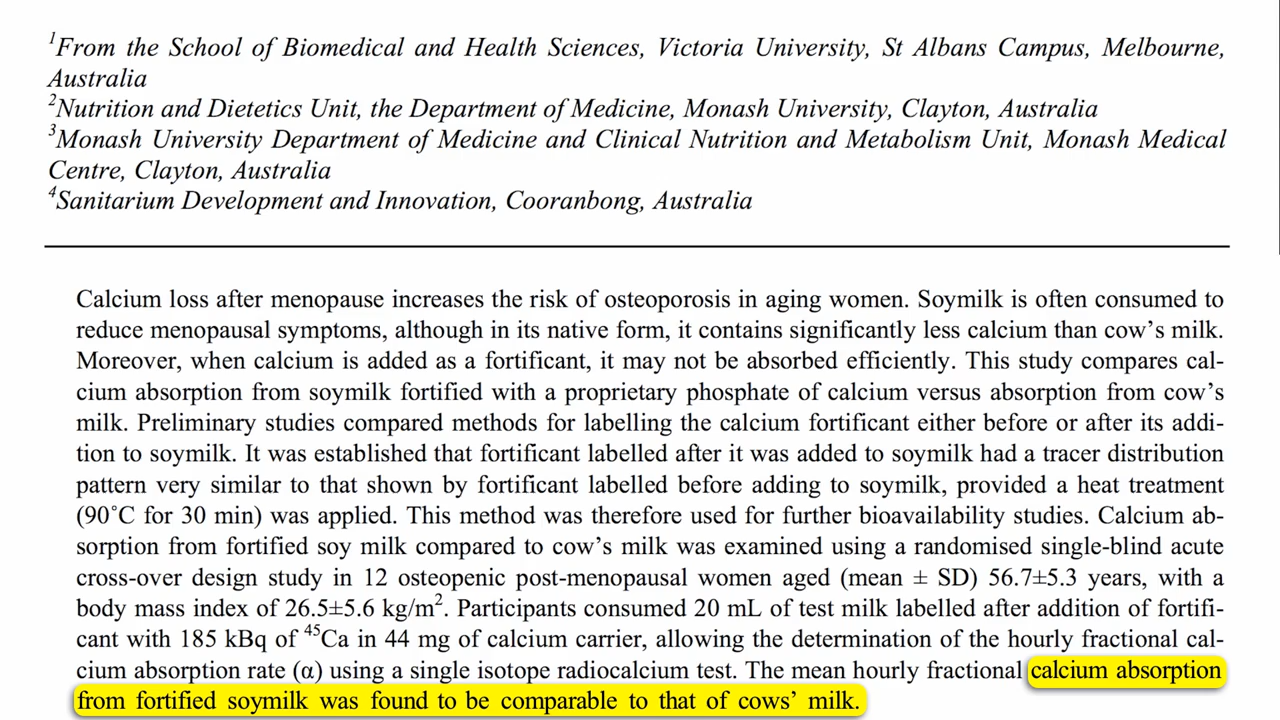 ¹From the School of Biomedical and Health Sciences, Victoria University, St Albans Campus, Melbourne,
Australia
²Nutrition and Dietetics Unit, the Department of Medicine, Monash University, Clayton, Australia
³Monash University Department of Medicine and Clinical Nutrition and Metabolism Unit, Monash Medical
Centre, Clayton, Australia
⁴Sanitarium Development and Innovation, Cooranbong, Australia
Calcium loss after menopause increases the risk of osteoporosis in aging women. Soymilk is often consumed to
reduce menopausal symptoms, although in its native form, it contains significantly less calcium than cow’s milk.
Moreover, when calcium is added as a fortificant, it may not be absorbed efficiently. This study compares cal-
cium absorption from soymilk fortified with a proprietary phosphate of calcium versus absorption from cow’s
milk. Preliminary studies compared methods for labelling the calcium fortificant either before or after its addi-
tion to soymilk. It was established that fortificant labelled after it was added to soymilk had a tracer distribution
pattern very similar to that shown by fortificant labelled before adding to soymilk, provided a heat treatment
(90˚C for 30 min) was applied. This method was therefore used for further bioavailability studies. Calcium ab-
sorption from fortified soy milk compared to cow’s milk was examined using a randomised single-blind acute
cross-over design study in 12 osteopenic post-menopausal women aged (mean ± SD) 56.7±5.3 years, with a
body mass index of 26.5±5.6 kg/m². Participants consumed 20 mL of test milk labelled after addition of fortifi-
cant with 185 kBq of ⁴⁵Ca in 44 mg of calcium carrier, allowing the determination of the hourly fractional cal-
cium absorption rate (α) using a single isotope radiocalcium test. The mean hourly fractional calcium absorption
from fortified soymilk was found to be comparable to that of cows’ milk.